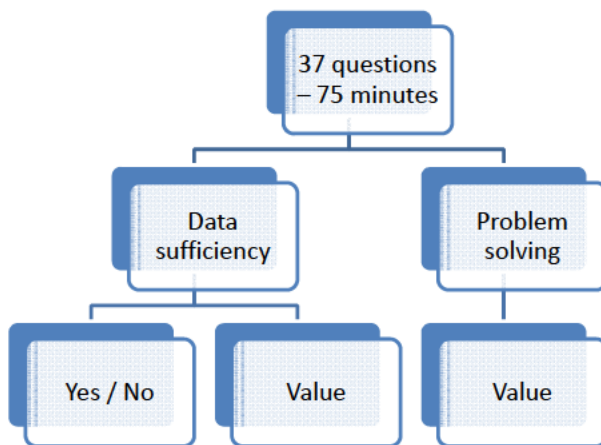 37 questions
– 75 minutes
Data
sufficiency
Problem
solving
Yes / No
Value
Value